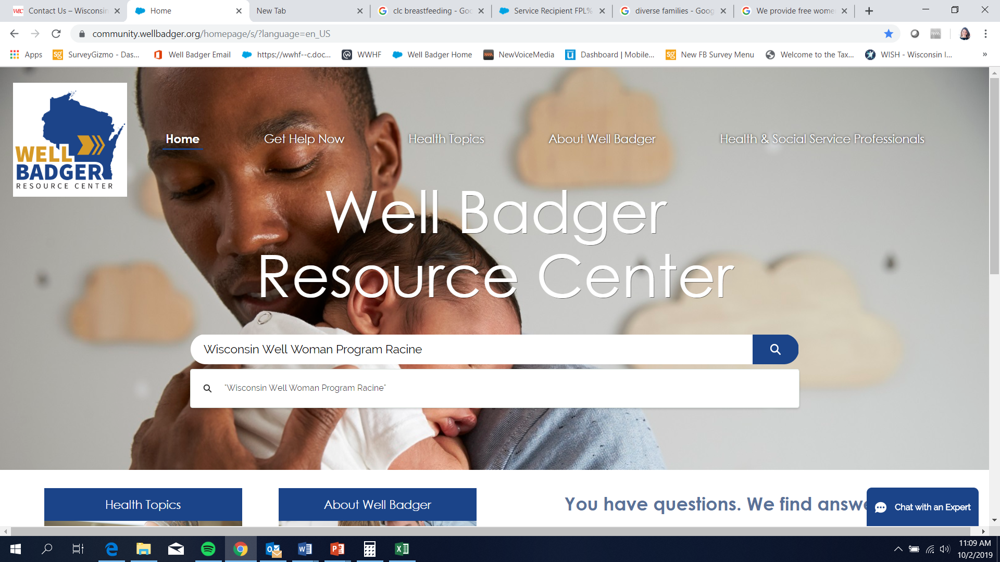 Contact Us – Wisconsin
Home
New Tab
clc breastfeeding - Goo
Service Recipient FPL%
diverse families - Goog
We provide free wome
community.wellbadger.org/homepage/s/?language=en_US
Apps
SurveyGizmo - Das...
Well Badger Email
https://wwhf--c.doc...
WWHF
Well Badger Home
NewVoiceMedia
Dashboard | Mobile...
New FB Survey Menu
Welcome to the Tax...
WISH - Wisconsin I...
»
WELL
BADGER
RESOURCE CENTER
Home
Get Help Now
Health Topics
About Well Badger
Health & Social Service Professionals
Well Badger
Resource Center
Wisconsin Well Woman Program Racine
"Wisconsin Well Woman Program Racine"
Health Topics
About Well Badger
You have questions. We find answe
Chat with an Expert
11:09 AM
10/2/2019